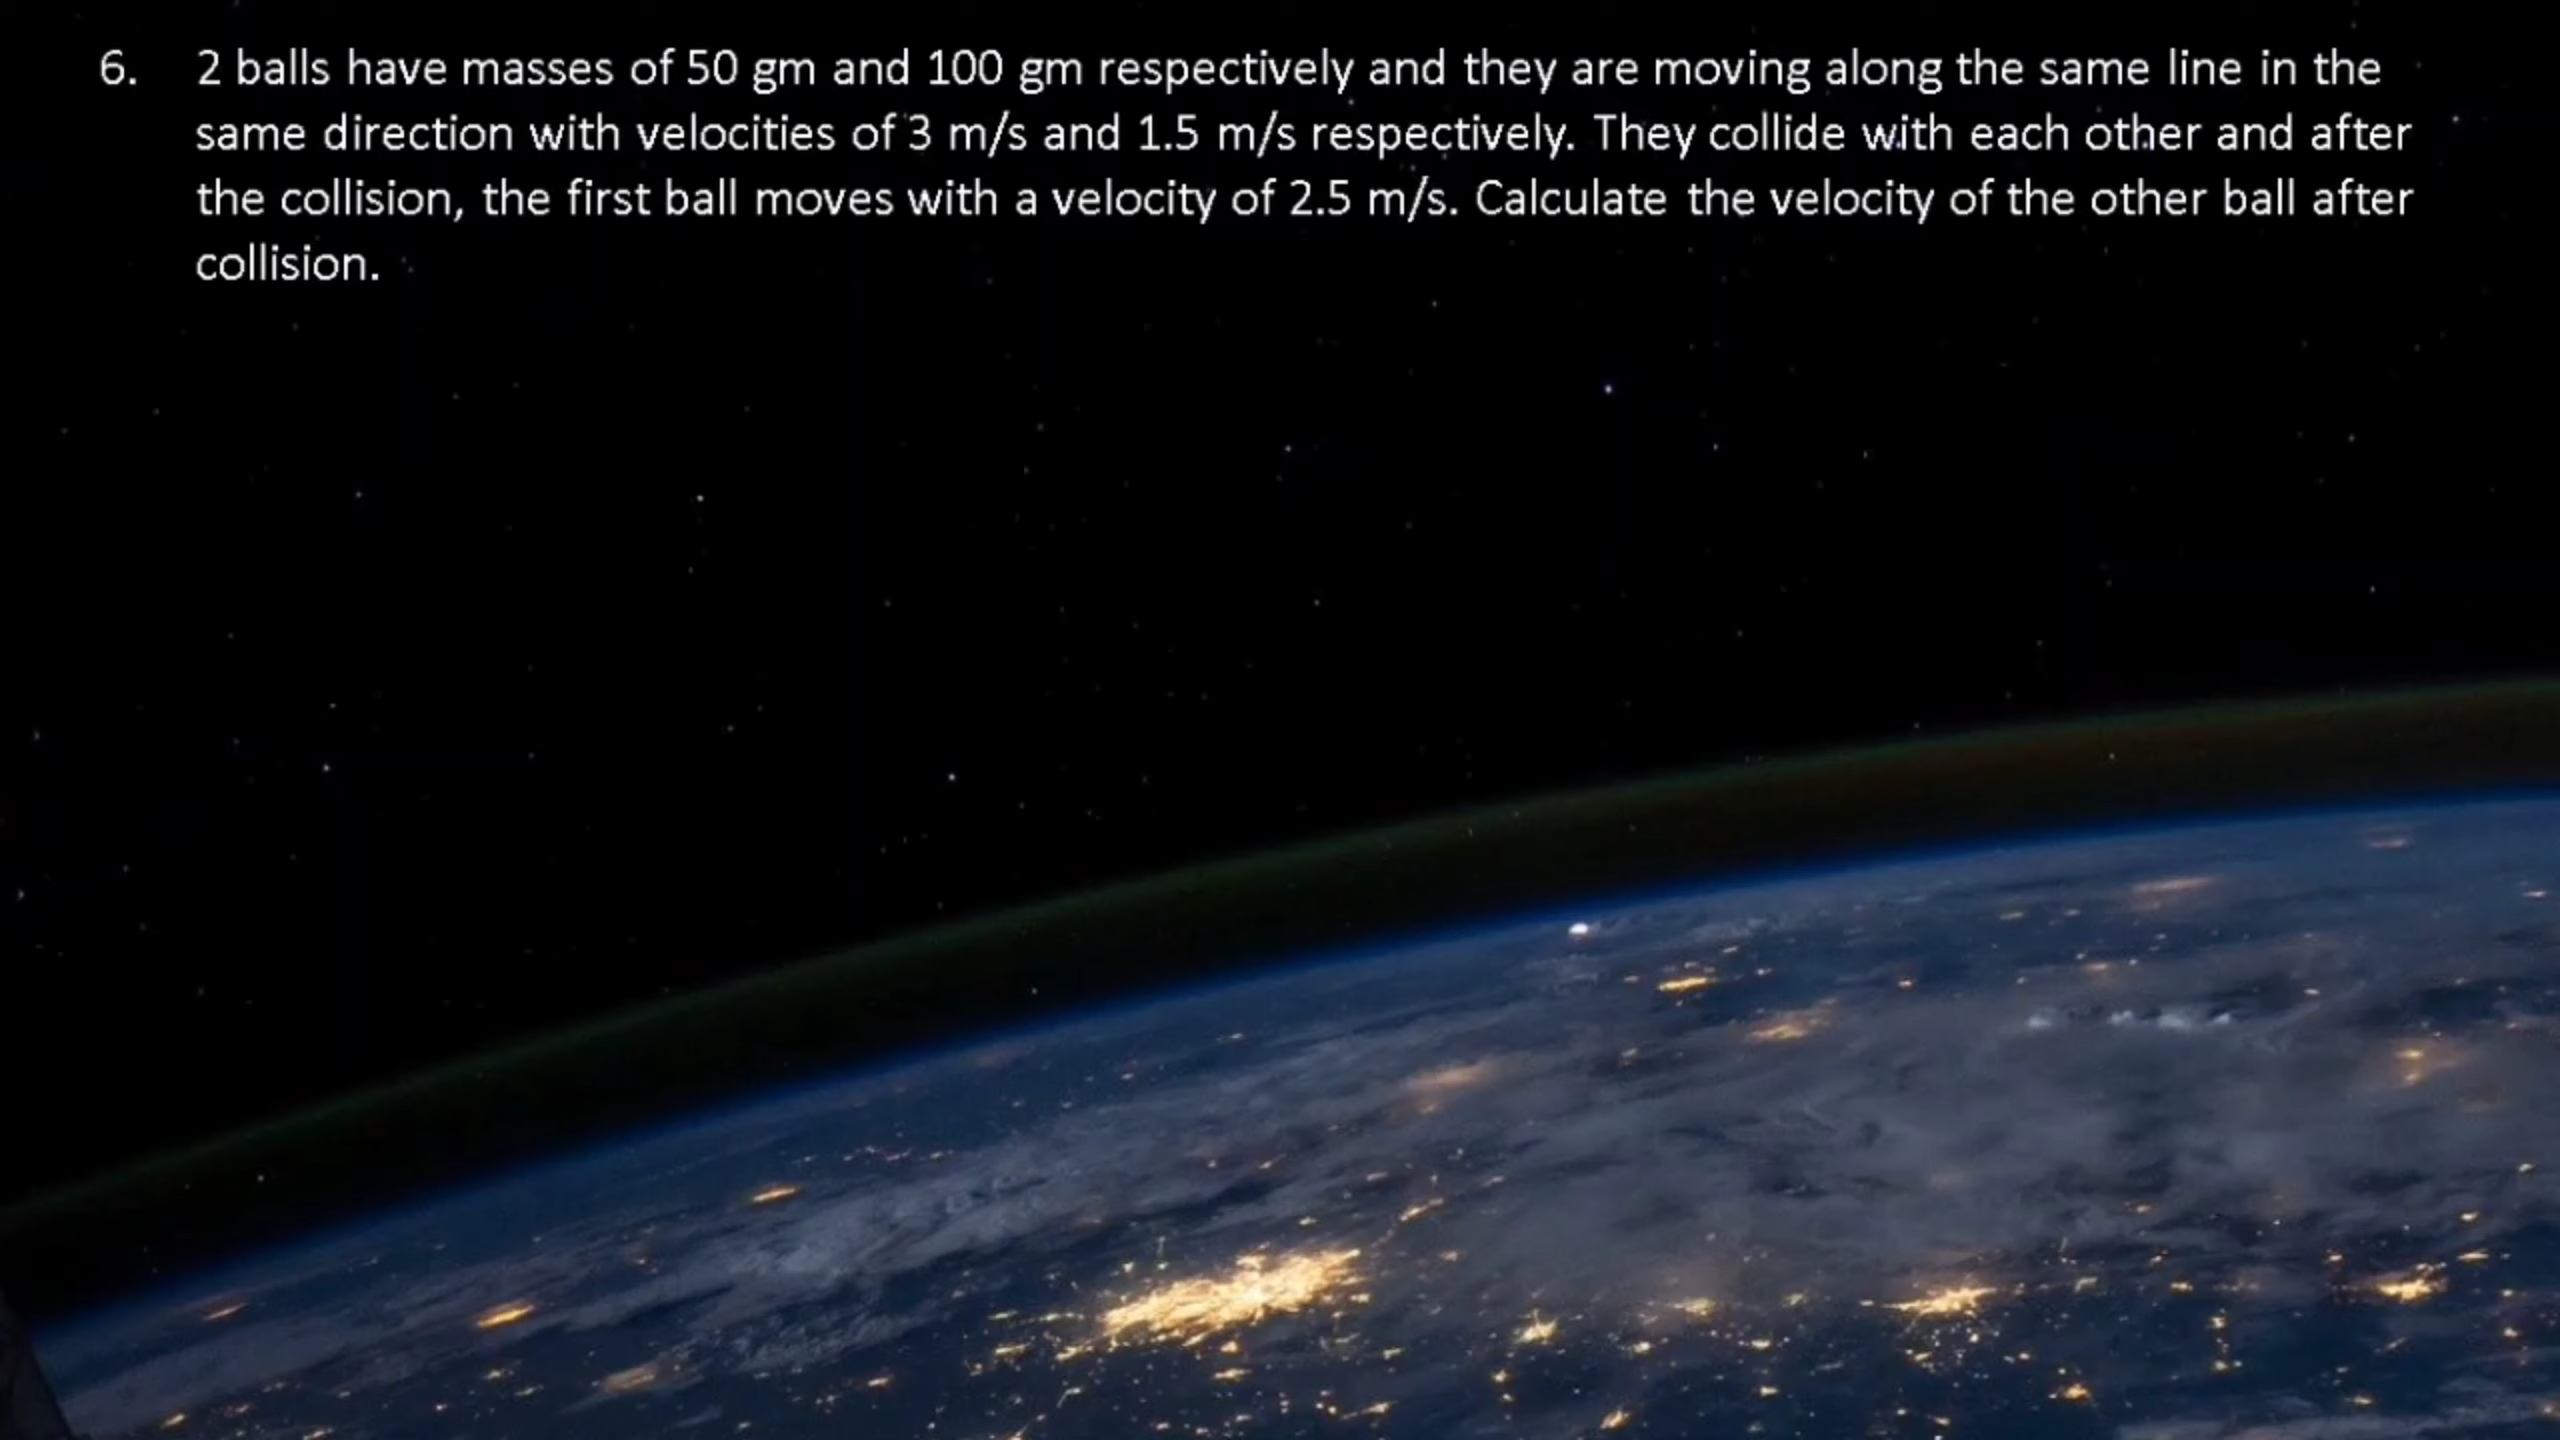 6. 2 balls have masses of 50 gm and 100 gm respectively and they are moving along the same line in the
same direction with velocities of 3 m/s and 1.5 m/s respectively. They collide with each other and after
the collision, the first ball moves with a velocity of 2.5 m/s. Calculate the velocity of the other ball after
collision.